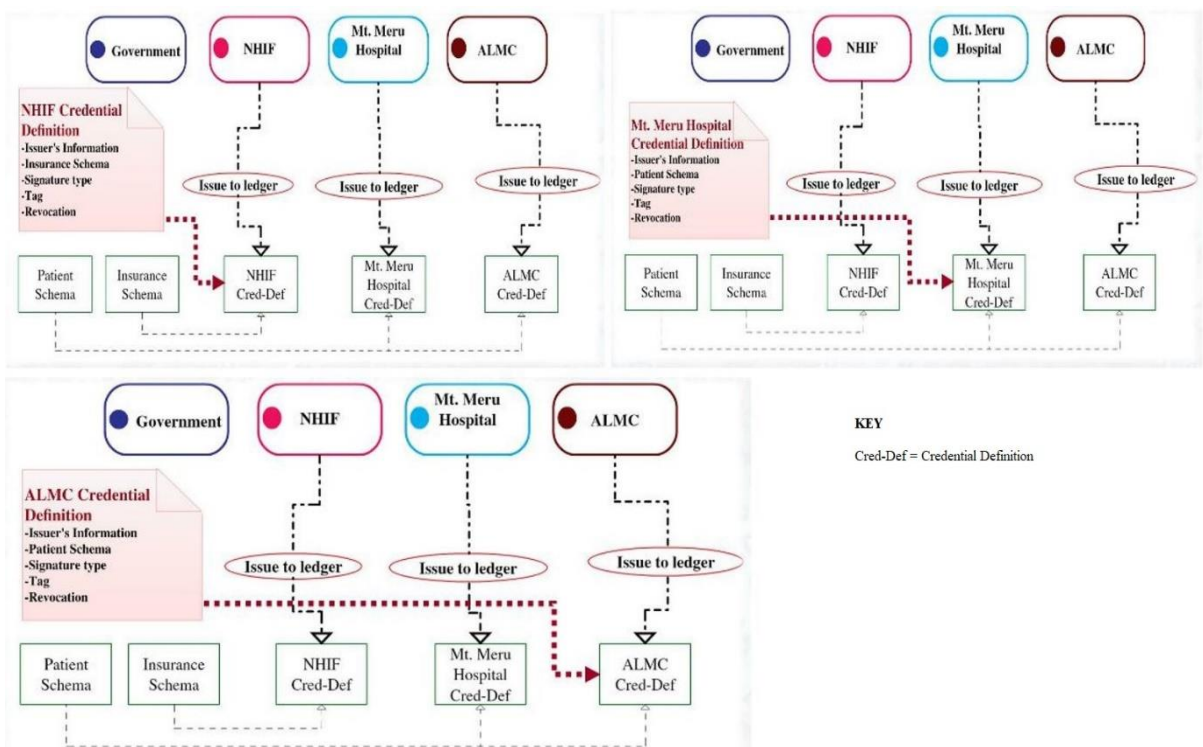 Government
NHIF
Mt. Meru
Hospital
ALMC
NHIF Credential
Definition
-Issuer's Information
-Insurance Schema
-Signature type
-Tag
-Revocation
Issue to ledger
Issue to ledger
Issue to ledger
Patient
Schema
Insurance
Schema
NHIF
Cred-Def
Mt. Meru
Hospital
Cred-Def
ALMC
Cred-Def
Government
NHIF
Mt. Meru
Hospital
ALMC
Mt. Meru Hospital
Credential Definition
-Issuer's Information
-Patient Schema
-Signature type
-Tag
-Revocation
Issue to ledger
Issue to ledger
Issue to ledger
Patient
Schema
Insurance
Schema
NHIF
Cred-Def
Mt. Meru
Hospital
Cred-Def
ALMC
Cred-Def
Government
NHIF
Mt. Meru
Hospital
ALMC
ALMC Credential
Definition
-Issuer's Information
-Patient Schema
-Signature type
-Tag
-Revocation
Issue to ledger
Issue to ledger
Issue to ledger
Patient
Schema
Insurance
Schema
NHIF
Cred-Def
Mt. Meru
Hospital
Cred-Def
ALMC
Cred-Def
KEY
Cred-Def = Credential Definition